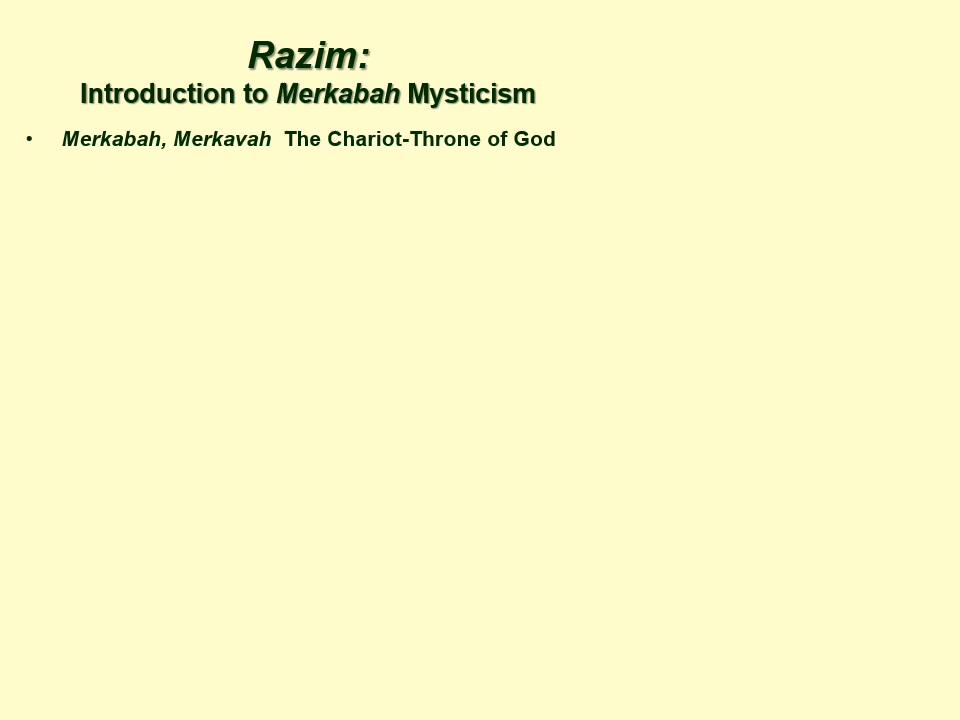 Razim:
Introduction to Merkabah Mysticism
• Merkabah, Merkavah  The Chariot-Throne of God